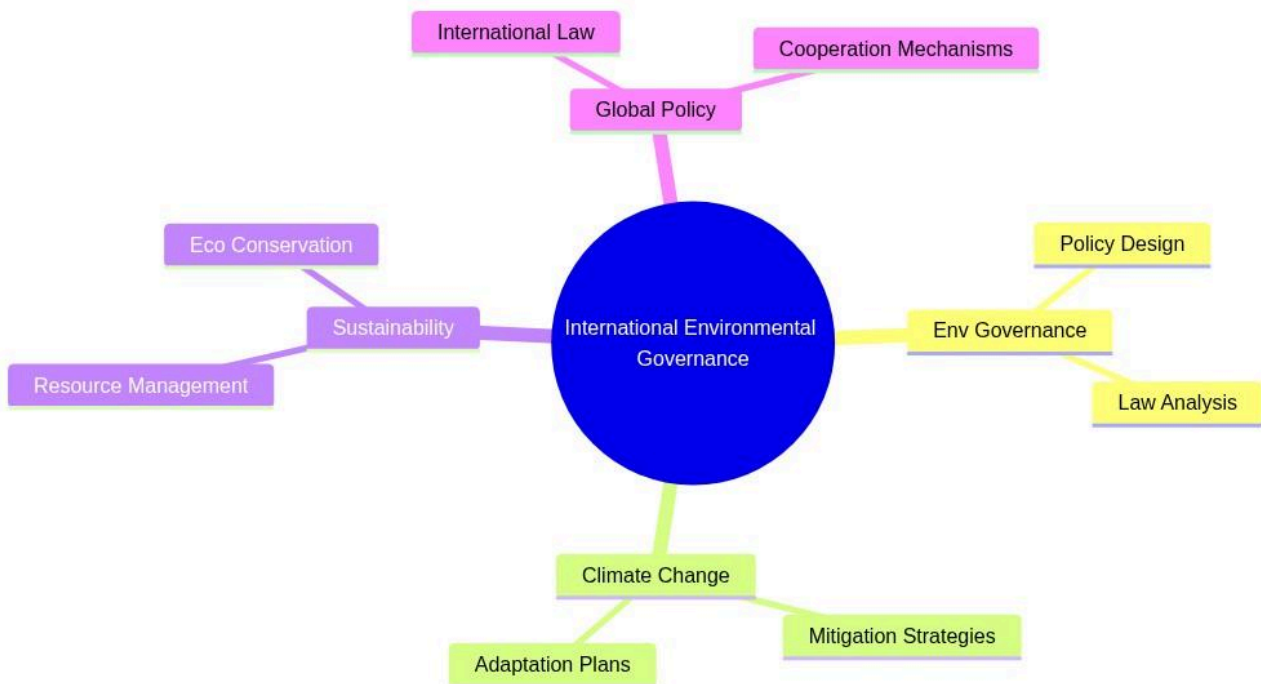 International Law
Cooperation Mechanisms
Global Policy
Eco Conservation
Policy Design
Sustainability
International Environmental
Governance
Env Governance
Resource Management
Law Analysis
Climate Change
Mitigation Strategies
Adaptation Plans